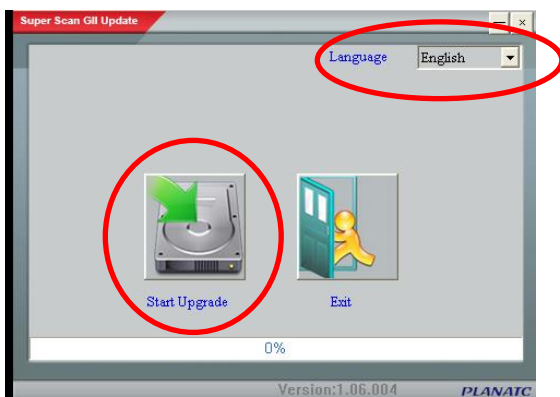 Super Scan GII Update
Language English
Start Upgrade Exit
0%
Version:1.06.004 PLANATC